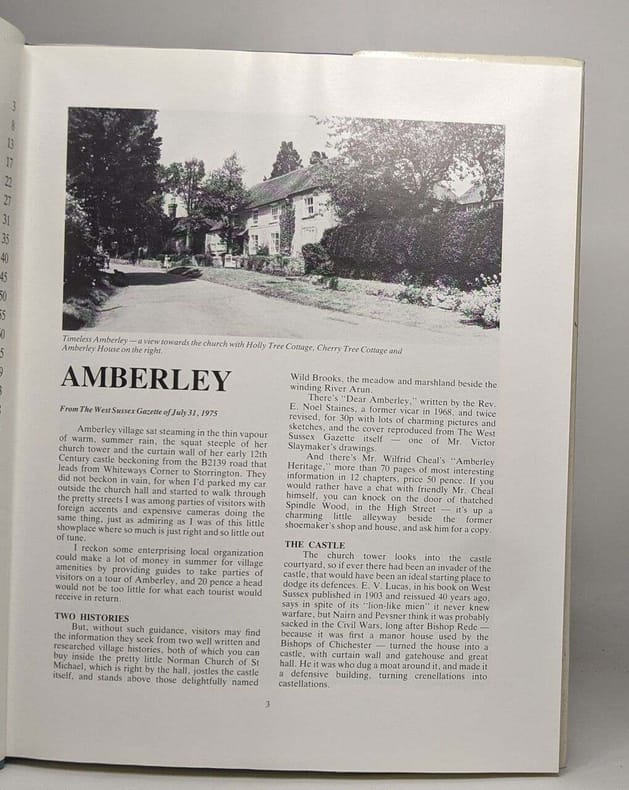 3
8
13
17
22
27
31
35
40
45
50
55
Timeless Amberley — a view towards the church with Holly Tree Cottage, Cherry Tree Cottage and
Amberley House on the right.
AMBERLEY
From The West Sussex Gazette of July 31, 1975
Amberley village sat steaming in the thin vapour
of warm, summer rain, the squat steeple of her
church tower and the curtain wall of her early 12th
Century castle beckoning from the B2139 road that
leads from Whiteways Corner to Storrington. They
did not beckon in vain, for when I'd parked my car
outside the church hall and started to walk through
the pretty streets I was among parties of visitors with
foreign accents and expensive cameras doing the
same thing, just as admiring as I was of this little
showplace where so much is just right and so little out
of tune.
I reckon some enterprising local organization
could make a lot of money in summer for village
amenities by providing guides to take parties of
visitors on a tour of Amberley, and 20 pence a head
would not be too little for what each tourist would
receive in return.
TWO HISTORIES
But, without such guidance, visitors may find
the information they seek from two well written and
researched village histories, both of which you can
buy inside the pretty little Norman Church of St
Michael, which is right by the hall, jostles the castle
itself, and stands above those delightfully named
Wild Brooks, the meadow and marshland beside the
winding River Arun.
There's "Dear Amberley," written by the Rev.
E. Noel Staines, a former vicar in 1968, and twice
revised, for 30p with lots of charming pictures and
sketches, and the cover reproduced from The West
Sussex Gazette itself — one of Mr. Victor
Slaymaker's drawings.
And there's Mr. Wilfrid Cheal's "Amberley
Heritage," more than 70 pages of most interesting
information in 12 chapters, price 50 pence. If you
would rather have a chat with friendly Mr. Cheal
himself, you can knock on the door of thatched
Spindle Wood, in the High Street — it's up a
charming little alleyway beside the former
shoemaker's shop and house, and ask him for a copy.
THE CASTLE
The church tower looks into the castle
courtyard, so if ever there had been an invader of the
castle, that would have been an ideal starting place to
dodge its defences. E. V. Lucas, in his book on West
Sussex published in 1903 and reissued 40 years ago,
says in spite of its "lion-like mien" it never knew
warfare, but Nairn and Pevsner think it was probably
sacked in the Civil Wars, long after Bishop Rede —
because it was first a manor house used by the
Bishops of Chichester — turned the house into a
castle, with curtain wall and gatehouse and great
hall. He it was who dug a moat around it, and made it
a defensive building, turning crenellations into
castellations.
3